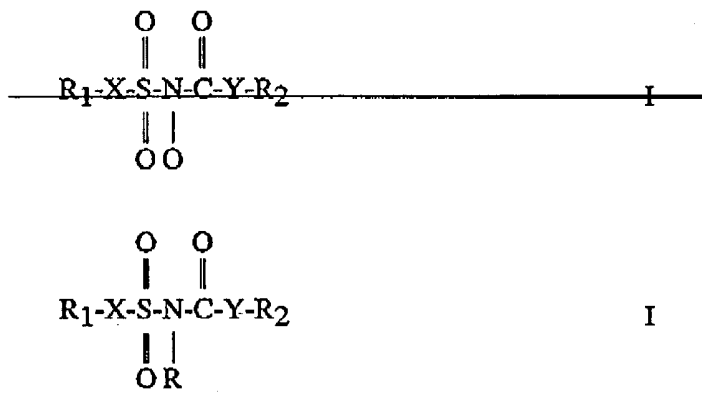 O O
|| ||
R1-X-S-N-C-Y-R2 I
|| |
O O
O O
|| ||
R1-X-S-N-C-Y-R2 I
|| |
O R